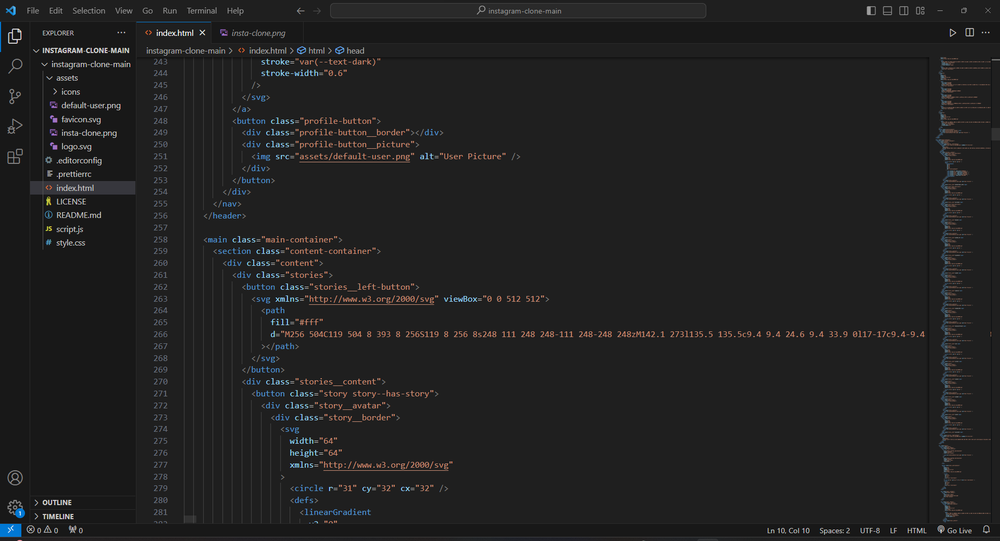 File Edit Selection View Go Run Terminal Help
instagram-clone-main
EXPLORER
index.html
insta-clone.png
INSTAGRAM-CLONE-MAIN
instagram-clone-main
assets
icons
default-user.png
favicon.svg
insta-clone.png
logo.svg
.editorconfig
.prettierrc
index.html
LICENSE
README.md
JS script.js
# style.css
OUTLINE
TIMELINE
instagram-clone-main > index.html > html > head
243 stroke="var(--text-dark)"
244 stroke-width="0.6"
245 />
246 </svg>
247 </a>
248 <button class="profile-button">
249 <div class="profile-button__border"></div>
250 <div class="profile-button__picture">
251 <img src="assets/default-user.png" alt="User Picture" />
252 </div>
253 </button>
254 </div>
255 </nav>
256 </header>
257
258 <main class="main-container">
259 <section class="content-container">
260 <div class="content">
261 <div class="stories">
262 <button class="stories__left-button">
263 <svg xmlns="http://www.w3.org/2000/svg" viewBox="0 0 512 512">
264 <path
265 fill="#fff"
266 d="M256 504C119 504 8 393 8 256S119 8 256 8s248 111 248 248-111 248-248 248zM142.1 273l135.5 135.5c9.4 9.4 24.6 9.4 33.9 0l17-17c9.4-9.4
267 ></path>
268 </svg>
269 </button>
270 <div class="stories__content">
271 <button class="story story--has-story">
272 <div class="story__avatar">
273 <div class="story__border">
274 <svg
275 width="64"
276 height="64"
277 xmlns="http://www.w3.org/2000/svg"
278 >
279 <circle r="31" cy="32" cx="32" />
280 <defs>
281 <linearGradient
1
0 0 0
Ln 10, Col 10 Spaces: 2 UTF-8 LF HTML Go Live